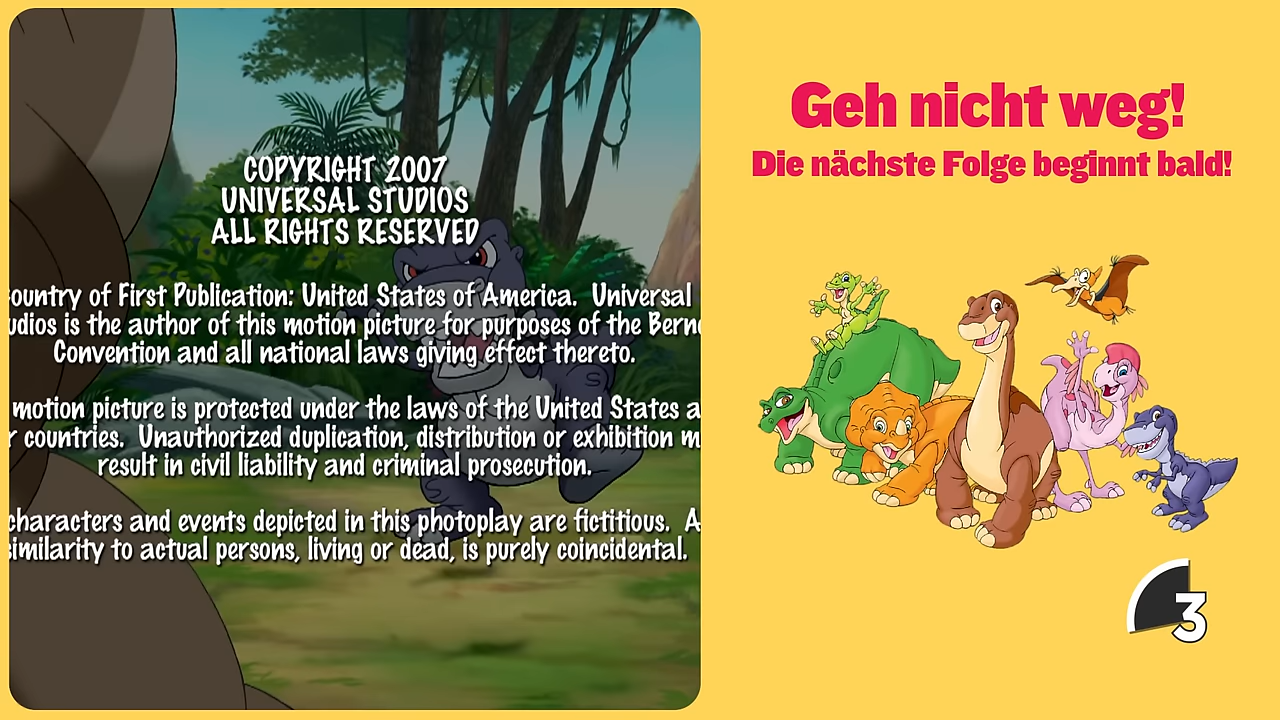 COPYRIGHT 2007
UNIVERSAL STUDIOS
ALL RIGHTS RESERVED
ountry of First Publication: United States of America. Universal
udios is the author of this motion picture for purposes of the Bern
Convention and all national laws giving effect thereto.
motion picture is protected under the laws of the United States a
r countries. Unauthorized duplication, distribution or exhibition m
result in civil liability and criminal prosecution.
characters and events depicted in this photoplay are fictitious. A
similarity to actual persons, living or dead, is purely coincidental.
Geh nicht weg!
Die nächste Folge beginnt bald!
3